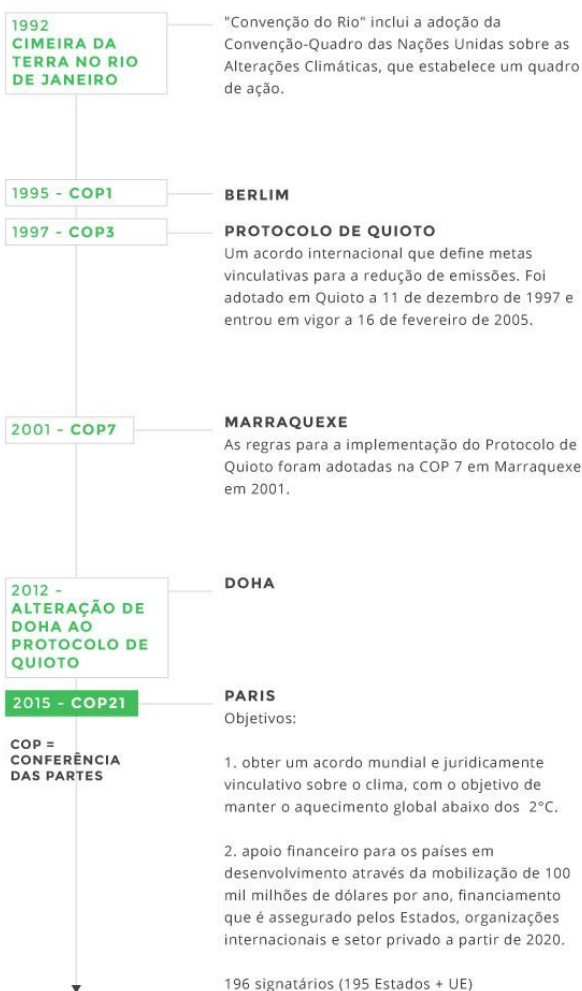 1992
CIMEIRA DA
TERRA NO RIO
DE JANEIRO
"Convenção do Rio" inclui a adoção da
Convenção-Quadro das Nações Unidas sobre as
Alterações Climáticas, que estabelece um quadro
de ação.
1995 - COP1
BERLIM
1997 - COP3
PROTOCOLO DE QUIOTO
Um acordo internacional que define metas
vinculativas para a redução de emissões. Foi
adotado em Quioto a 11 de dezembro de 1997 e
entrou em vigor a 16 de fevereiro de 2005.
2001 - COP7
MARRAQUEXE
As regras para a implementação do Protocolo de
Quioto foram adotadas na COP 7 em Marraquexe
em 2001.
2012 -
ALTERAÇÃO DE
DOHA AO
PROTOCOLO DE
QUIOTO
DOHA
2015 - COP21
COP =
CONFERÊNCIA
DAS PARTES
PARIS
Objetivos:
1. obter um acordo mundial e juridicamente
vinculativo sobre o clima, com o objetivo de
manter o aquecimento global abaixo dos 2°C.
2. apoio financeiro para os países em
desenvolvimento através da mobilização de 100
mil milhões de dólares por ano, financiamento
que é assegurado pelos Estados, organizações
internacionais e setor privado a partir de 2020.
196 signatários (195 Estados + UE)